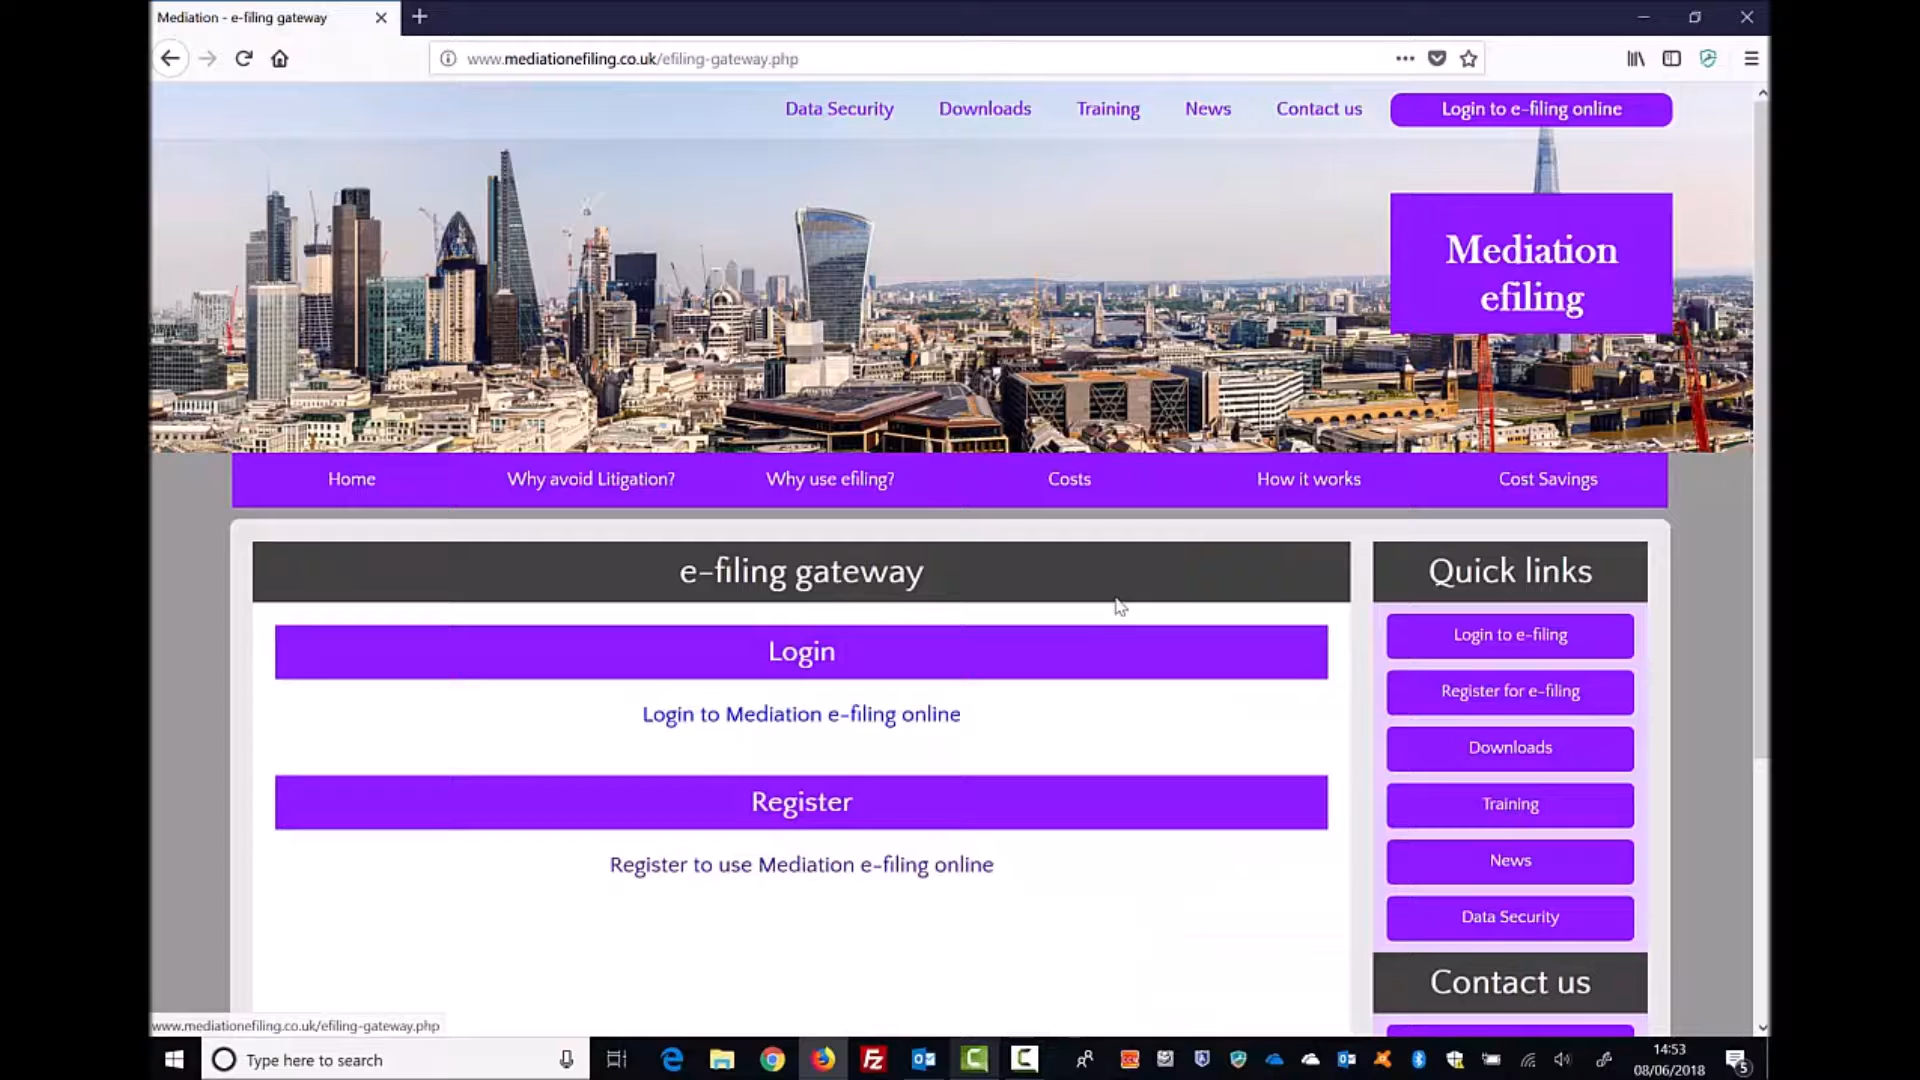 Mediation - e-filing gateway
www.mediationefiling.co.uk/efiling-gateway.php
Data Security
Downloads
Training
News
Contact us
Login to e-filing online
Mediation
efiling
Home
Why avoid Litigation?
Why use efiling?
Costs
How it works
Cost Savings
e-filing gateway
Login
Login to Mediation e-filing online
Register
Register to use Mediation e-filing online
Quick links
Login to e-filing
Register for e-filing
Downloads
Training
News
Data Security
Contact us
www.mediationefiling.co.uk/efiling-gateway.php
Type here to search
14:53
08/06/2018
5